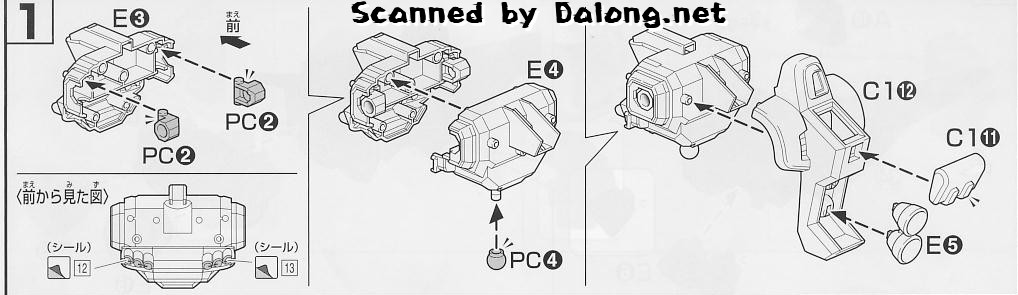 1
Scanned by Dalong.net
E❸
まえ
前
PC❷
PC❷
まえ み ず
〈前から見た図〉
(シール)
12
(シール)
13
E❹
PC❹
C1⓬
C1⓫
E❺